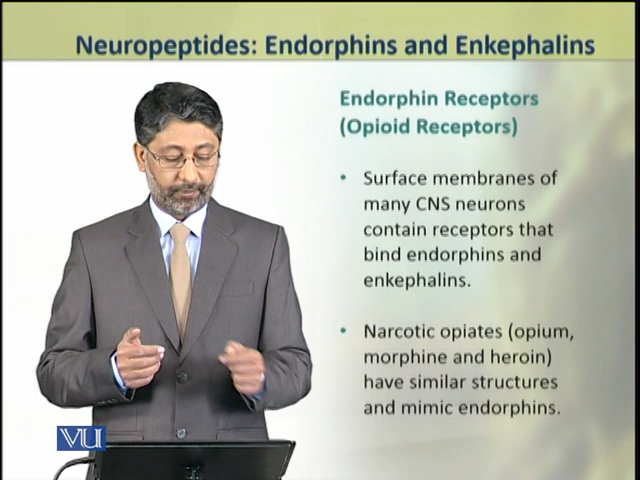 Neuropeptides: Endorphins and Enkephalins
Endorphin Receptors
(Opioid Receptors)
• Surface membranes of
many CNS neurons
contain receptors that
bind endorphins and
enkephalins.
• Narcotic opiates (opium,
morphine and heroin)
have similar structures
and mimic endorphins.
VU